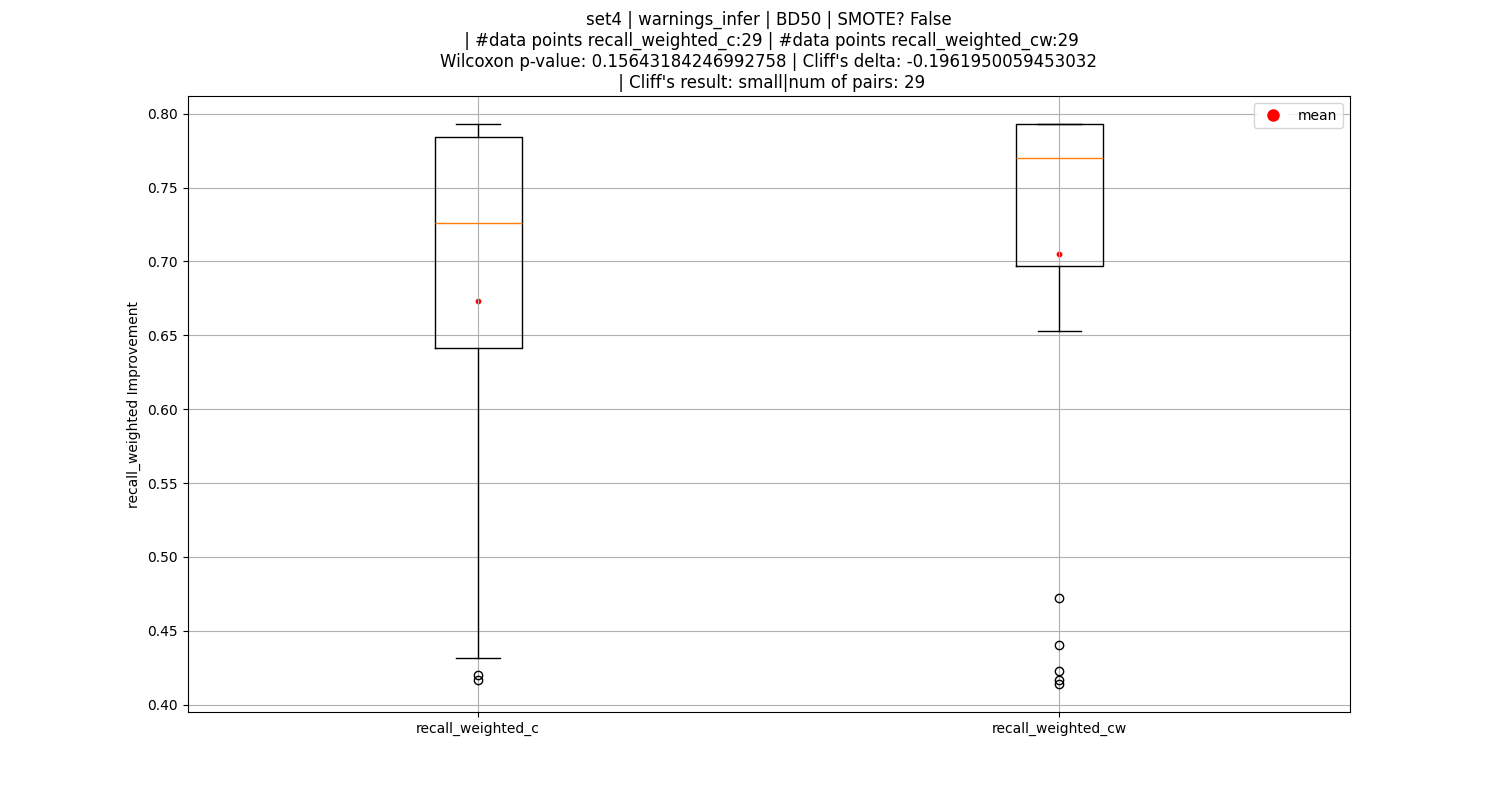 set4 | warnings_infer | BD50 | SMOTE? False
| #data points recall_weighted_c:29 | #data points recall_weighted_cw:29
Wilcoxon p-value: 0.15643184246992758 | Cliff's delta: -0.1961950059453032
| Cliff's result: small|num of pairs: 29
mean
0.80
0.75
0.70
0.65
0.60
0.55
0.50
0.45
0.40
recall_weighted Improvement
recall_weighted_c
recall_weighted_cw